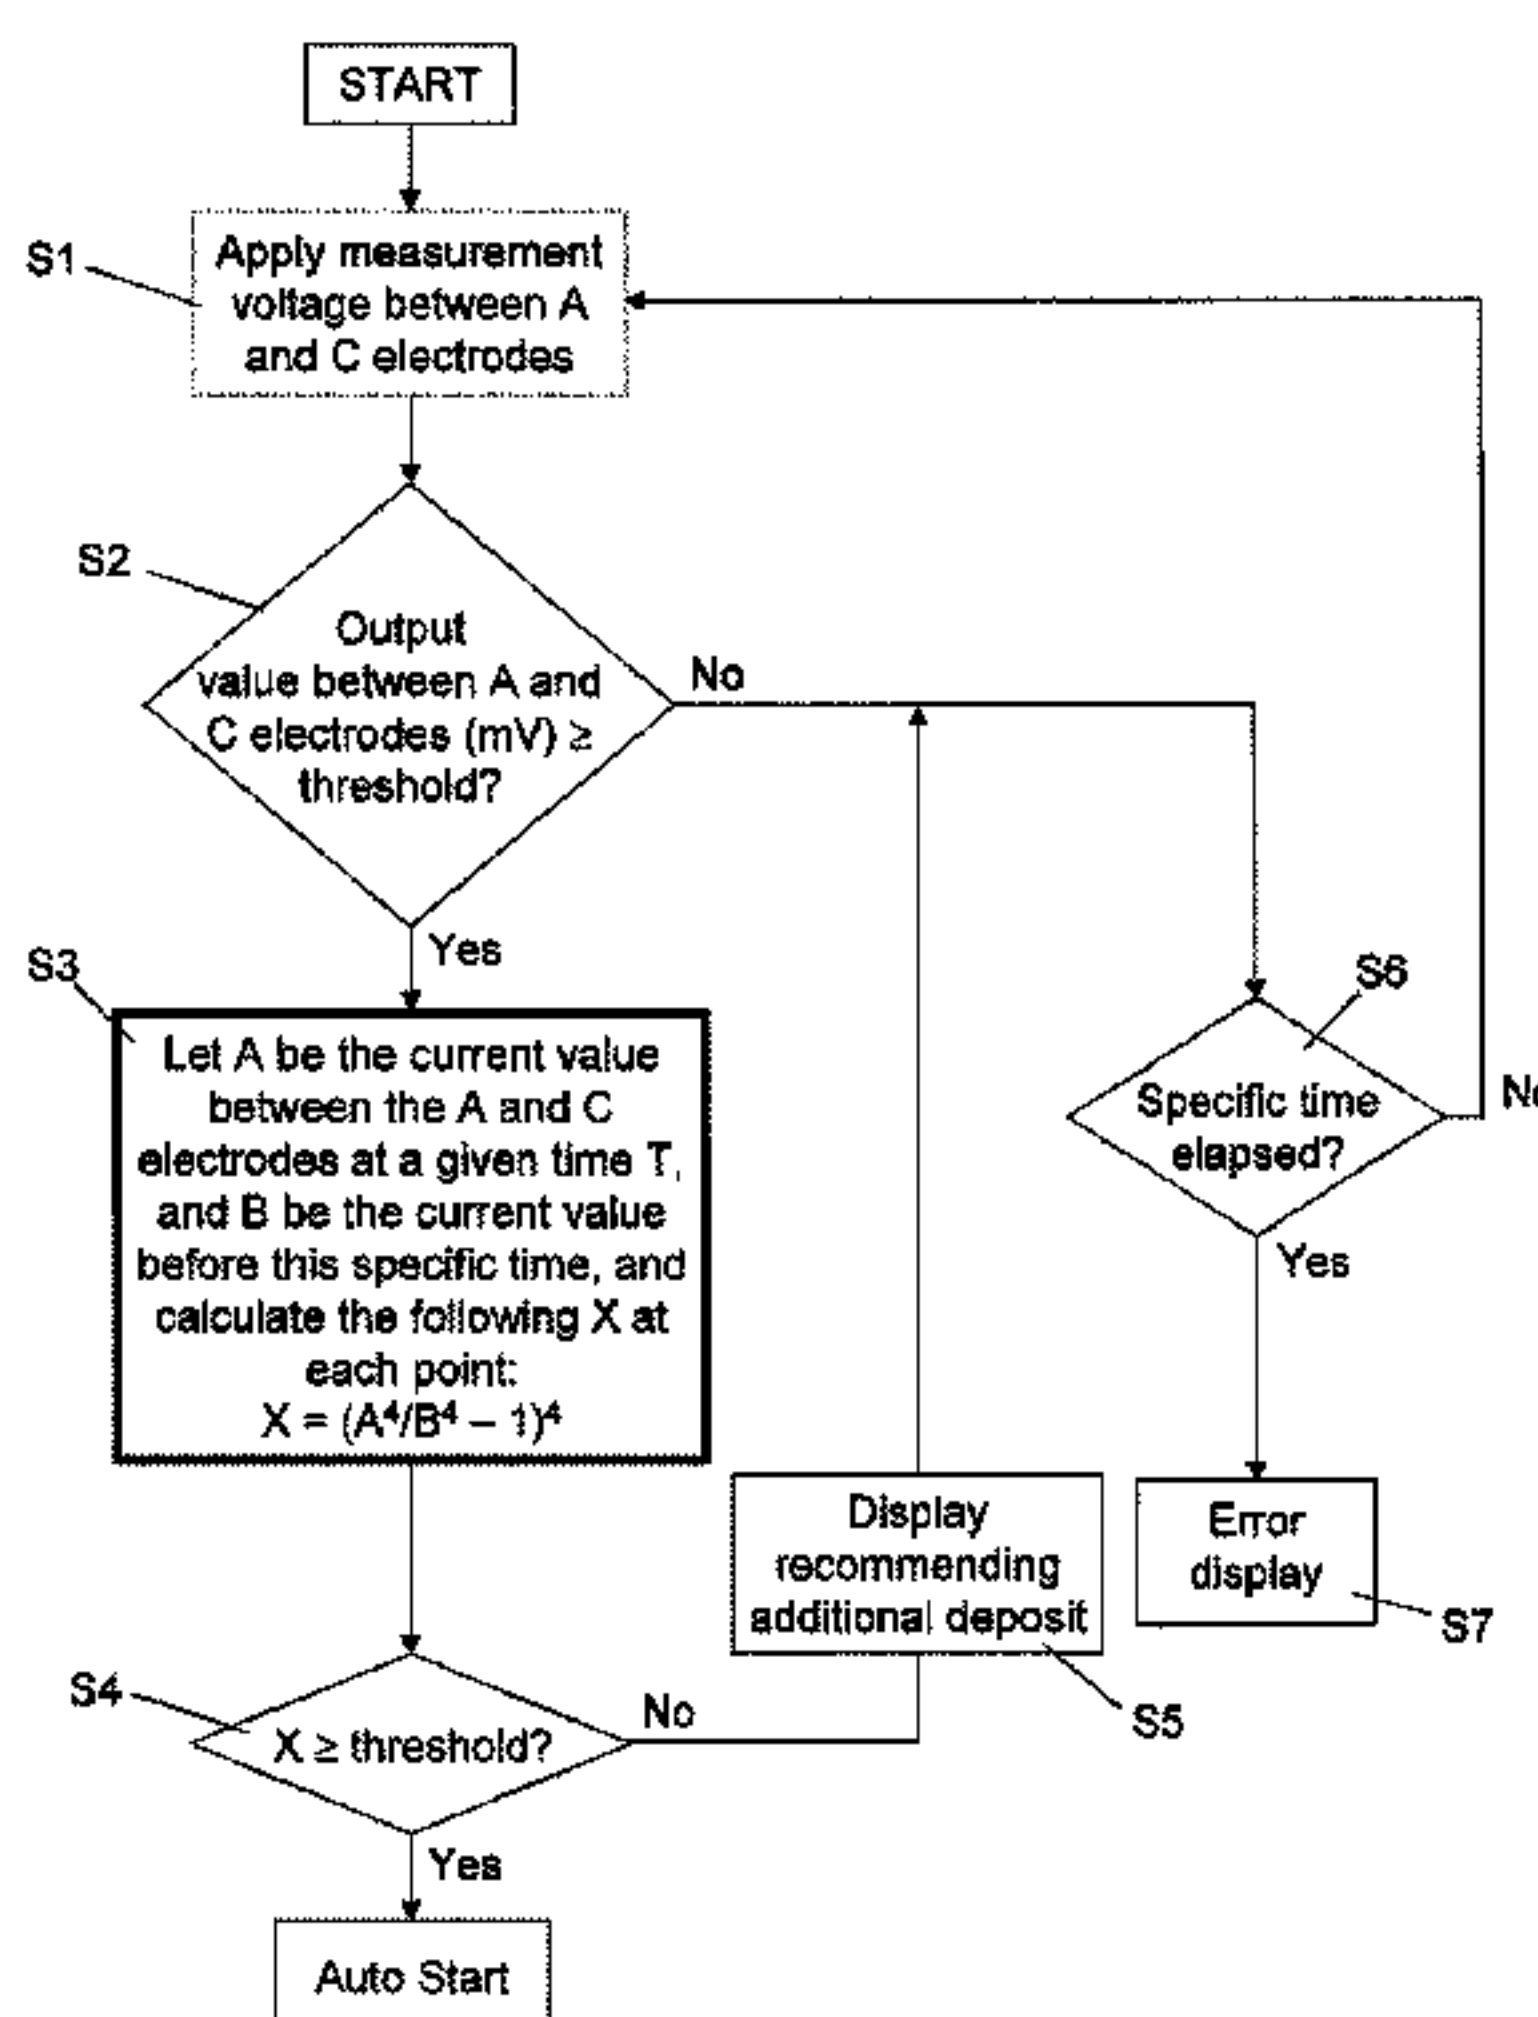 START
S1
Apply measurement
voltage between A
and C electrodes
S2
Output
value between A and
C electrodes (mV) ≥
threshold?
No
Yes
S3
Let A be the current value
between the A and C
electrodes at a given time T,
and B be the current value
before this specific time, and
calculate the following X at
each point:
X = (A⁴/B⁴ – 1)⁴
S6
Specific time
elapsed?
Yes
Display
recommending
additional deposit
S5
Error
display
S7
S4
X ≥ threshold?
No
Yes
Auto Start